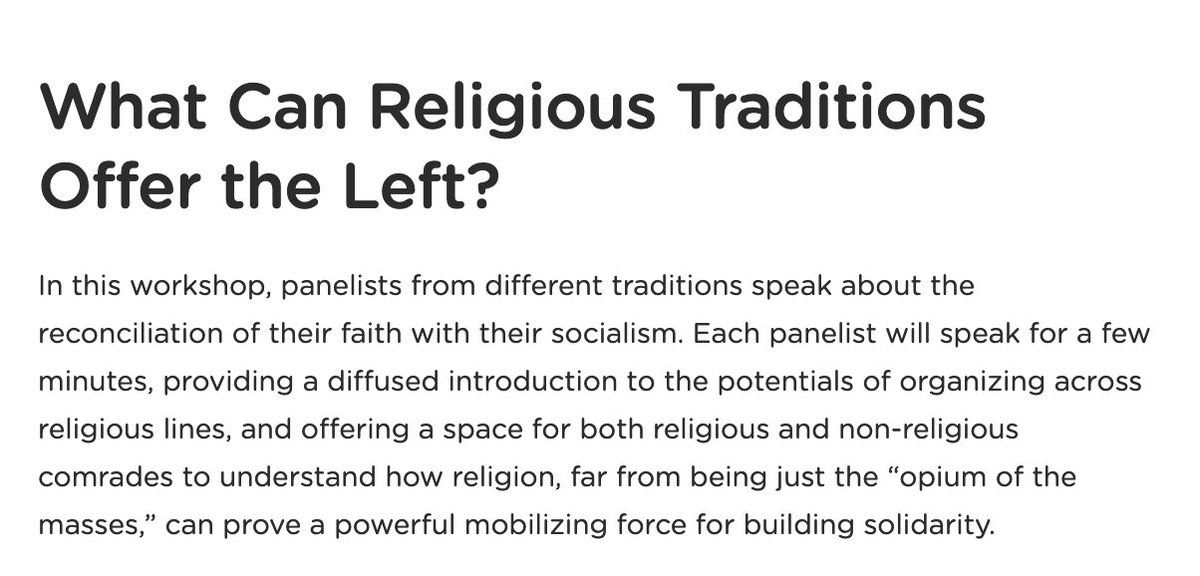 What Can Religious Traditions
Offer the Left?
In this workshop, panelists from different traditions speak about the
reconciliation of their faith with their socialism. Each panelist will speak for a few
minutes, providing a diffused introduction to the potentials of organizing across
religious lines, and offering a space for both religious and non-religious
comrades to understand how religion, far from being just the “opium of the
masses,” can prove a powerful mobilizing force for building solidarity.